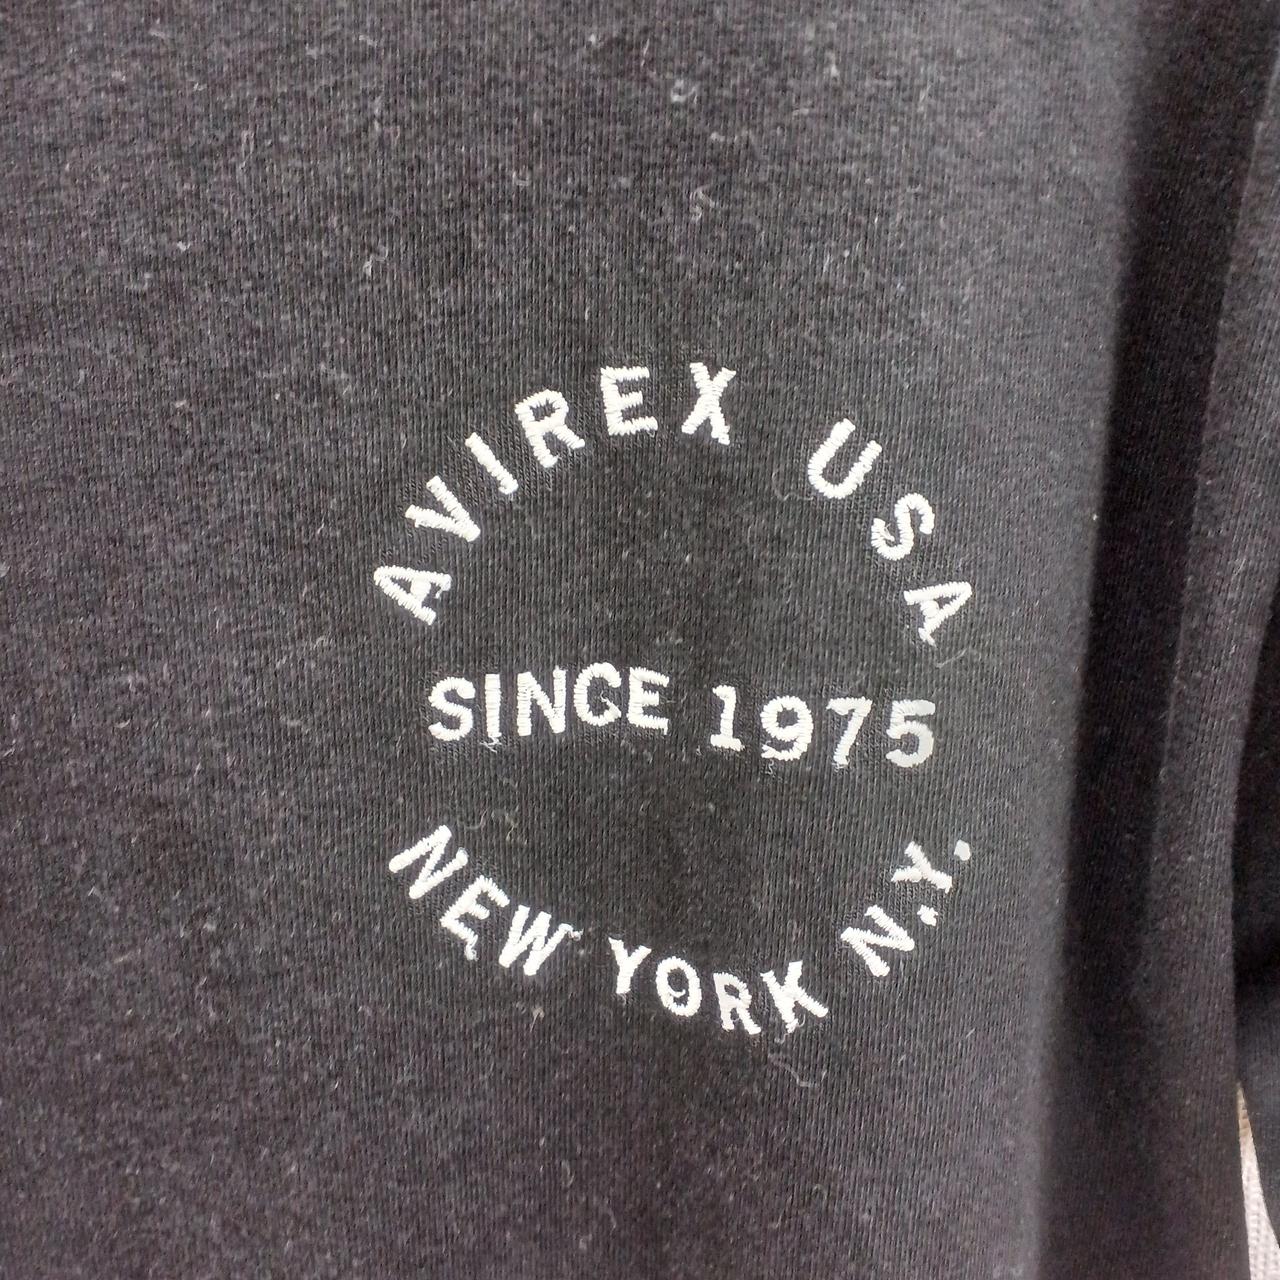 AVIREX USA
SINCE 1975
NEW YORK N.Y.